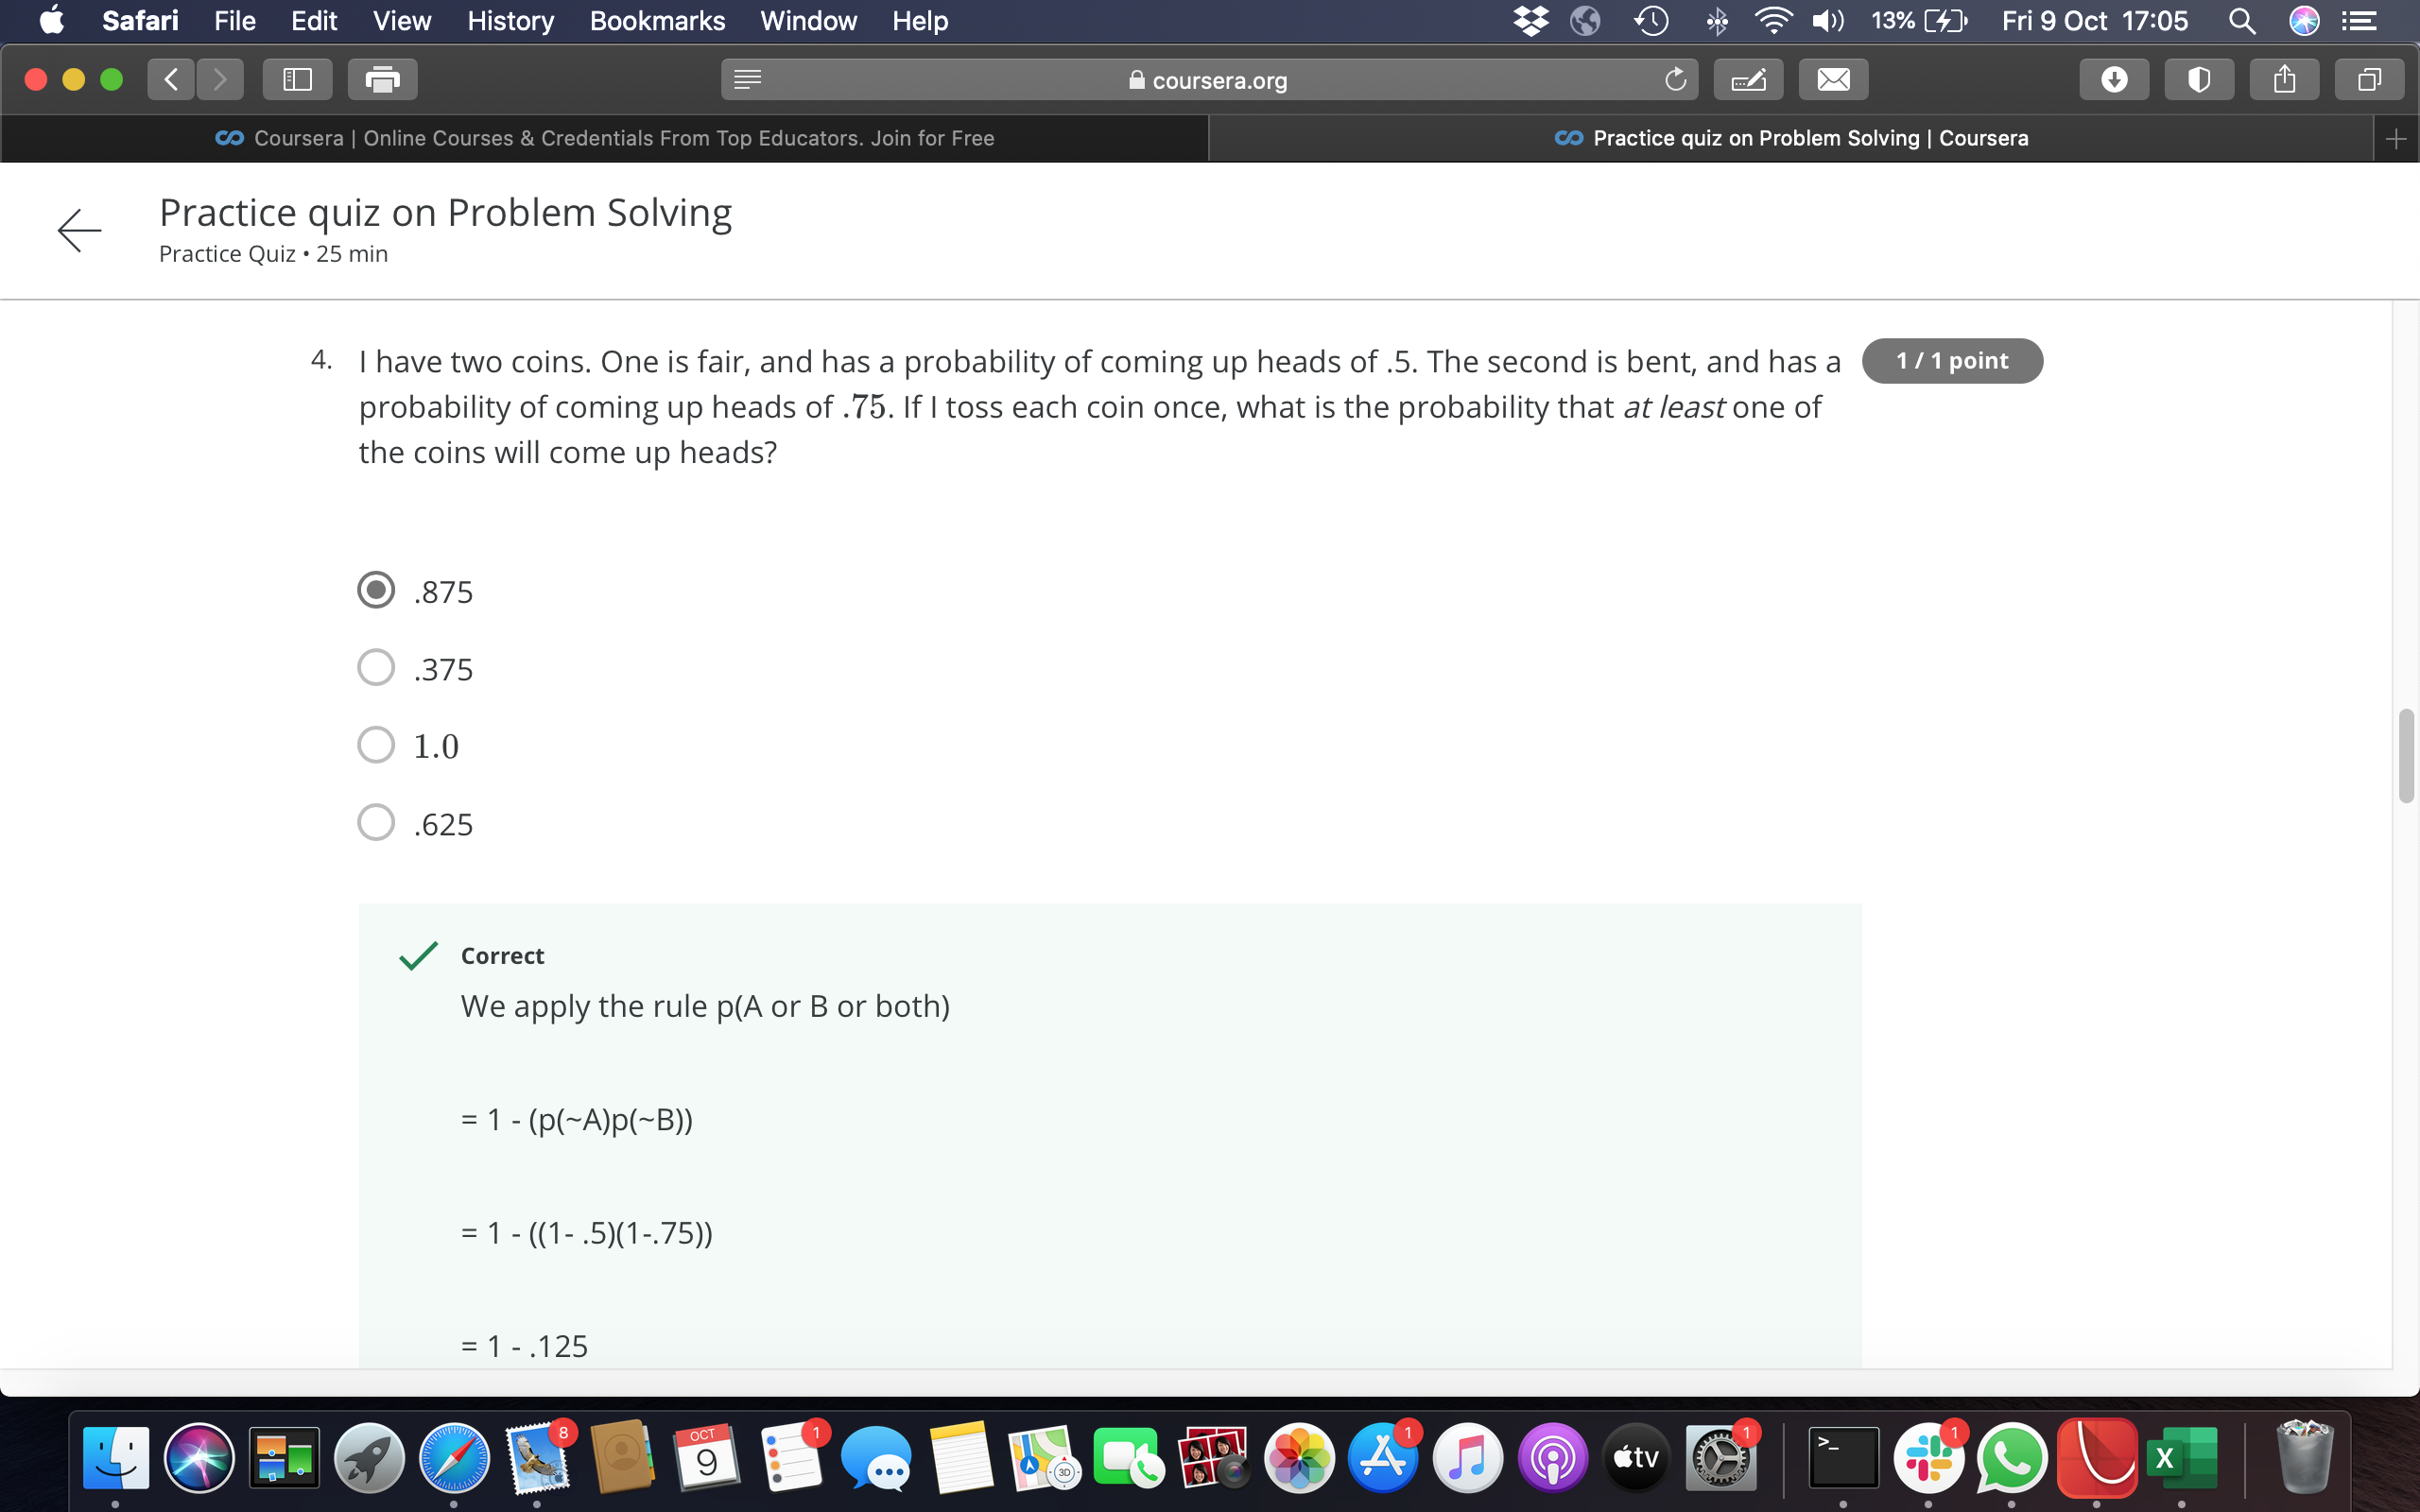 Safari File Edit View History Bookmarks Window Help 13% Fri 9 Oct 17:05
coursera.org
Coursera | Online Courses & Credentials From Top Educators. Join for Free
Practice quiz on Problem Solving | Coursera
Practice quiz on Problem Solving
Practice Quiz • 25 min
4. I have two coins. One is fair, and has a probability of coming up heads of .5. The second is bent, and has a 1 / 1 point
probability of coming up heads of .75. If I toss each coin once, what is the probability that at least one of
the coins will come up heads?
.875
.375
1.0
.625
Correct
We apply the rule p(A or B or both)
= 1 - (p(~A)p(~B))
= 1 - ((1- .5)(1-.75))
= 1 - .125
8
OCT
9
1
3D
1
tv
1
>_
1
X